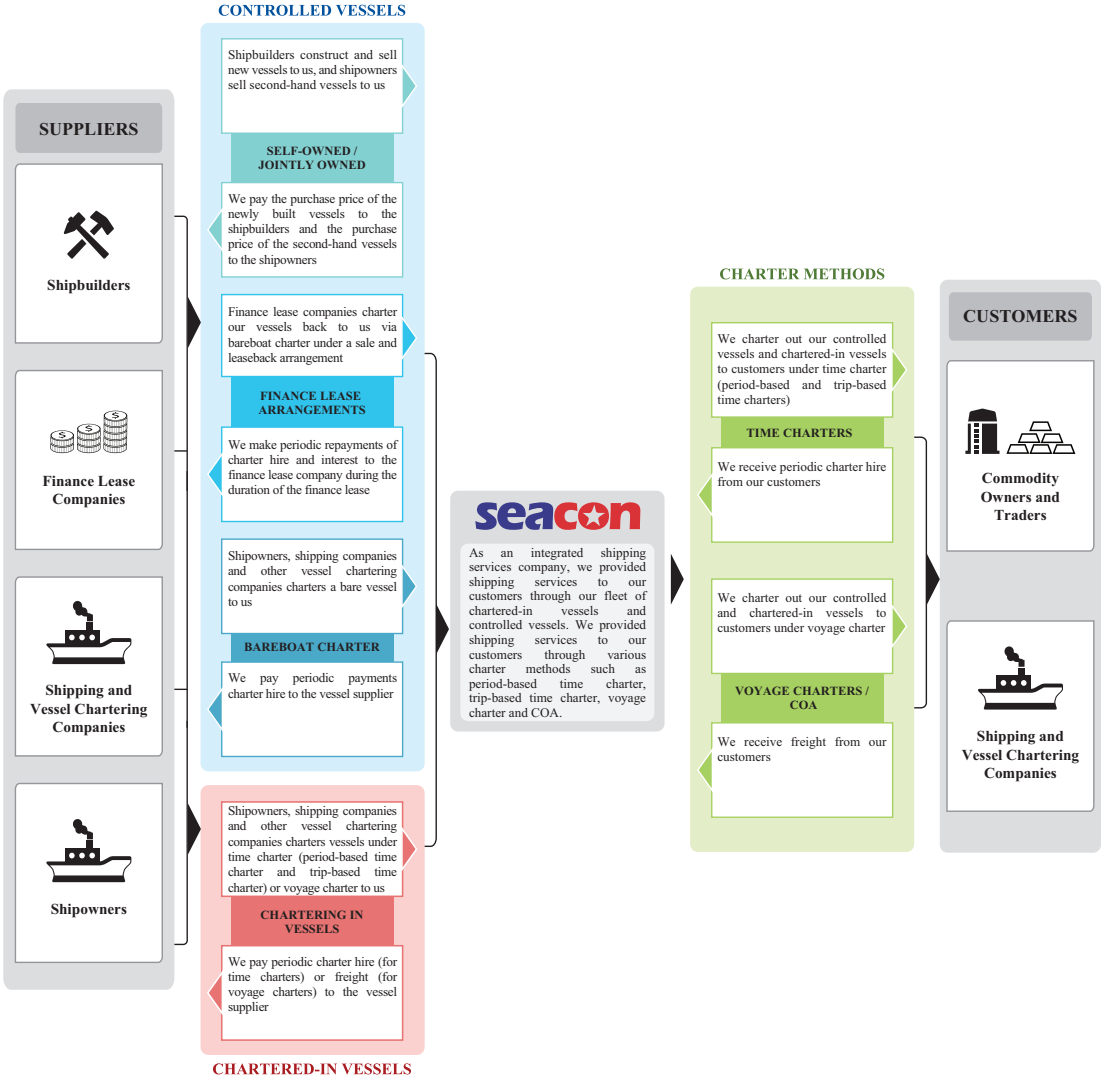 CONTROLLED VESSELS
SUPPLIERS
Shipbuilders
Finance Lease
Companies
Shipping and
Vessel Chartering
Companies
Shipowners
Shipbuilders construct and sell
new vessels to us, and shipowners
sell second-hand vessels to us
SELF-OWNED /
JOINTLY OWNED
We pay the purchase price of the
newly built vessels to the
shipbuilders and the purchase
price of the second-hand vessels
to the shipowners
Finance lease companies charter
our vessels back to us via
bareboat charter under a sale and
leaseback arrangement
FINANCE LEASE
ARRANGEMENTS
We make periodic repayments of
charter hire and interest to the
finance lease company during the
duration of the finance lease
Shipowners, shipping companies
and other vessel chartering
companies charters a bare vessel
to us
BAREBOAT CHARTER
We pay periodic payments
charter hire to the vessel supplier
Shipowners, shipping companies
and other vessel chartering
companies charters vessels under
time charter (period-based time
charter and trip-based time
charter) or voyage charter to us
CHARTERING IN
VESSELS
We pay periodic charter hire (for
time charters) or freight (for
voyage charters) to the vessel
supplier
CHARTERED-IN VESSELS
seacon
As an integrated shipping
services company, we provided
shipping services to our
customers through our fleet of
chartered-in vessels and
controlled vessels. We provided
shipping services to our
customers through various
charter methods such as
period-based time charter,
trip-based time charter, voyage
charter and COA.
CHARTER METHODS
We charter out our controlled
vessels and chartered-in vessels
to customers under time charter
(period-based and trip-based
time charters)
TIME CHARTERS
We receive periodic charter hire
from our customers
We charter out our controlled
and chartered-in vessels to
customers under voyage charter
VOYAGE CHARTERS /
COA
We receive freight from our
customers
CUSTOMERS
Commodity
Owners and
Traders
Shipping and
Vessel Chartering
Companies